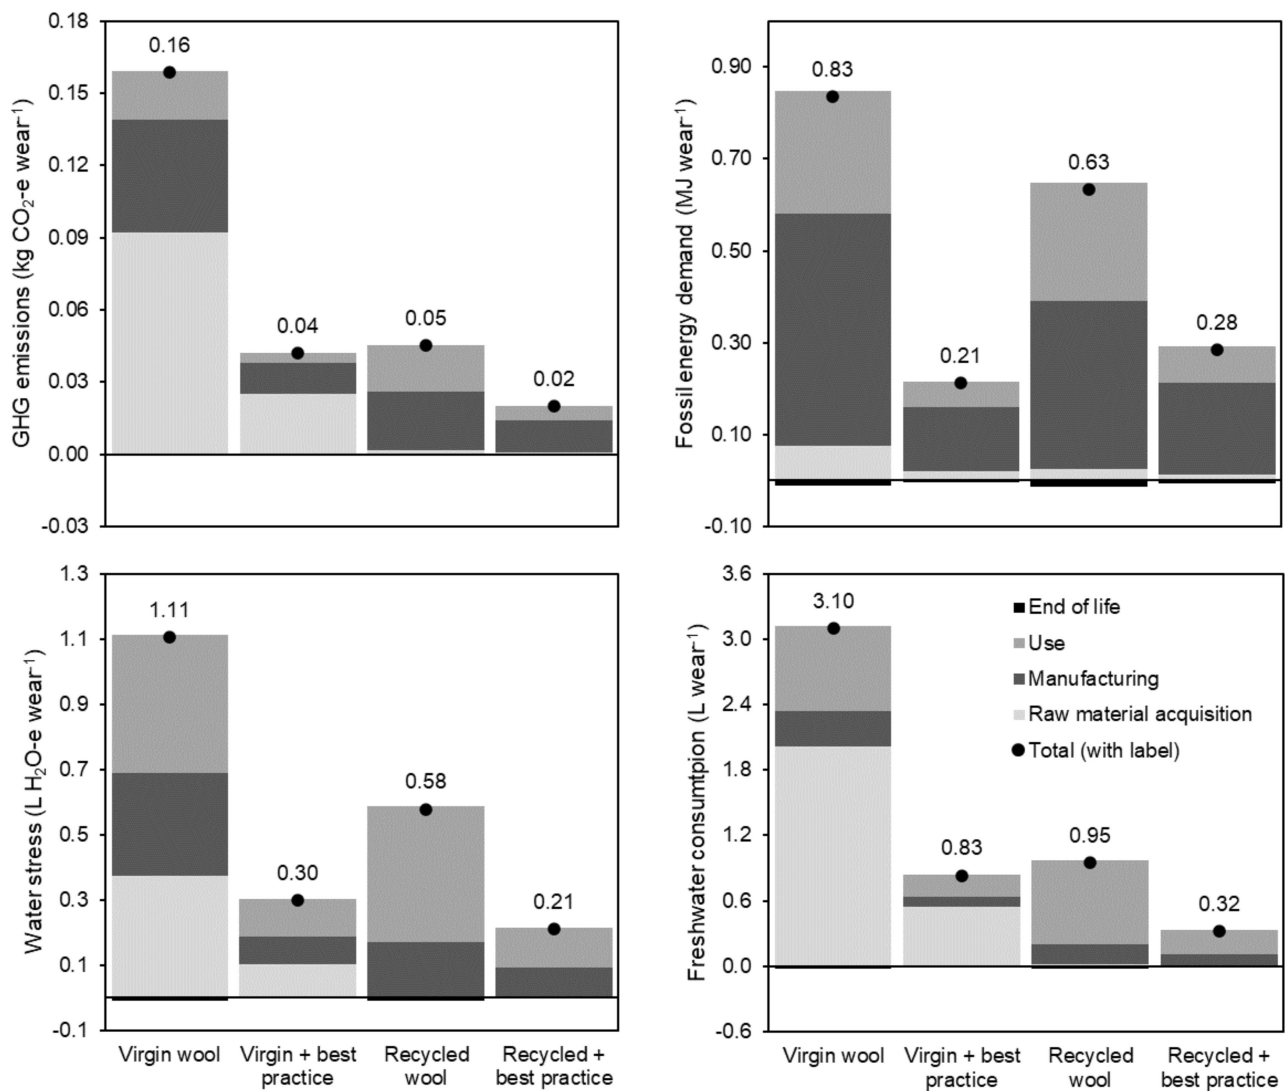 GHG emissions (kg CO₂-e wear⁻¹)
0.18
0.15
0.12
0.09
0.06
0.03
0.00
-0.03
0.16
0.04
0.05
0.02
Fossil energy demand (MJ wear⁻¹)
0.90
0.70
0.50
0.30
0.10
-0.10
0.83
0.21
0.63
0.28
Water stress (L H₂O-e wear⁻¹)
1.3
1.1
0.9
0.7
0.5
0.3
0.1
-0.1
1.11
0.30
0.58
0.21
Virgin wool
Virgin + best
practice
Recycled
wool
Recycled +
best practice
Freshwater consumtpion (L wear⁻¹)
3.6
3.0
2.4
1.8
1.2
0.6
0.0
-0.6
3.10
0.83
0.95
0.32
End of life
Use
Manufacturing
Raw material acquisition
Total (with label)
Virgin wool
Virgin + best
practice
Recycled
wool
Recycled +
best practice